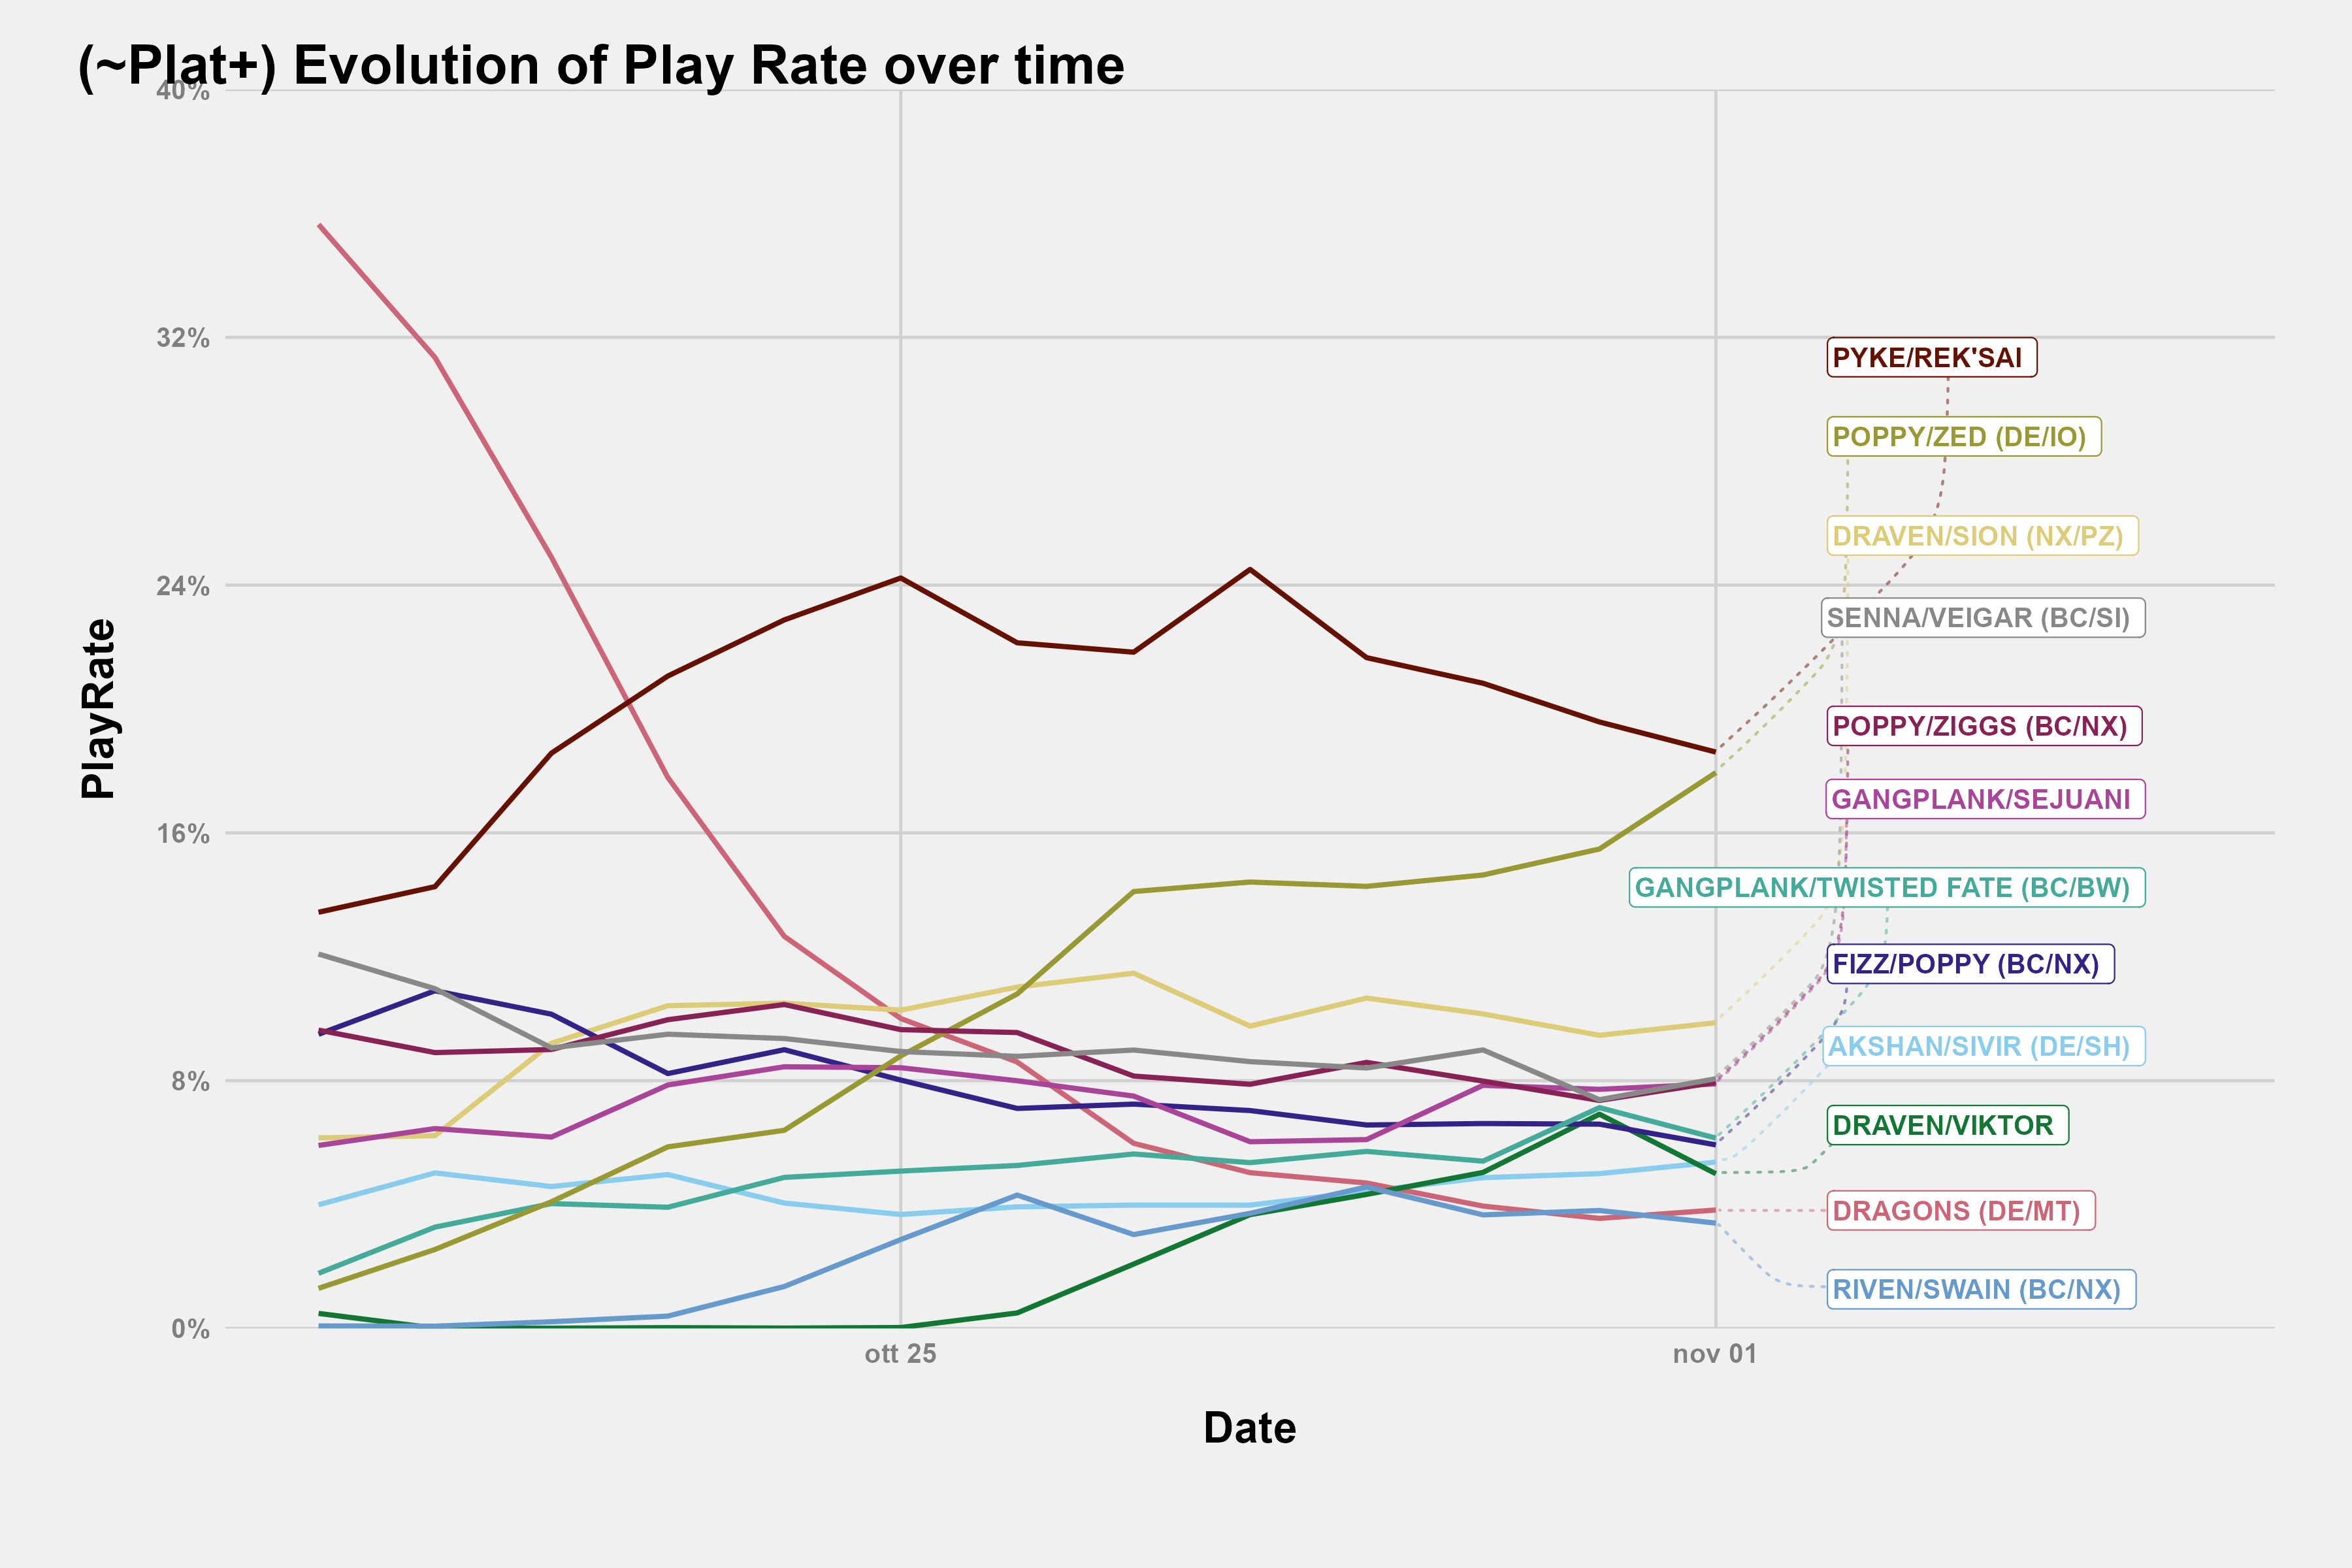 (~Plat+) Evolution of Play Rate over time
40%
32%
24%
16%
8%
0%
PlayRate
PYKE/REK'SAI
POPPY/ZED (DE/IO)
DRAVEN/SION (NX/PZ)
SENNA/VEIGAR (BC/SI)
POPPY/ZIGGS (BC/NX)
GANGPLANK/SEJUANI
GANGPLANK/TWISTED FATE (BC/BW)
FIZZ/POPPY (BC/NX)
AKSHAN/SIVIR (DE/SH)
DRAVEN/VIKTOR
DRAGONS (DE/MT)
RIVEN/SWAIN (BC/NX)
ott 25
nov 01
Date